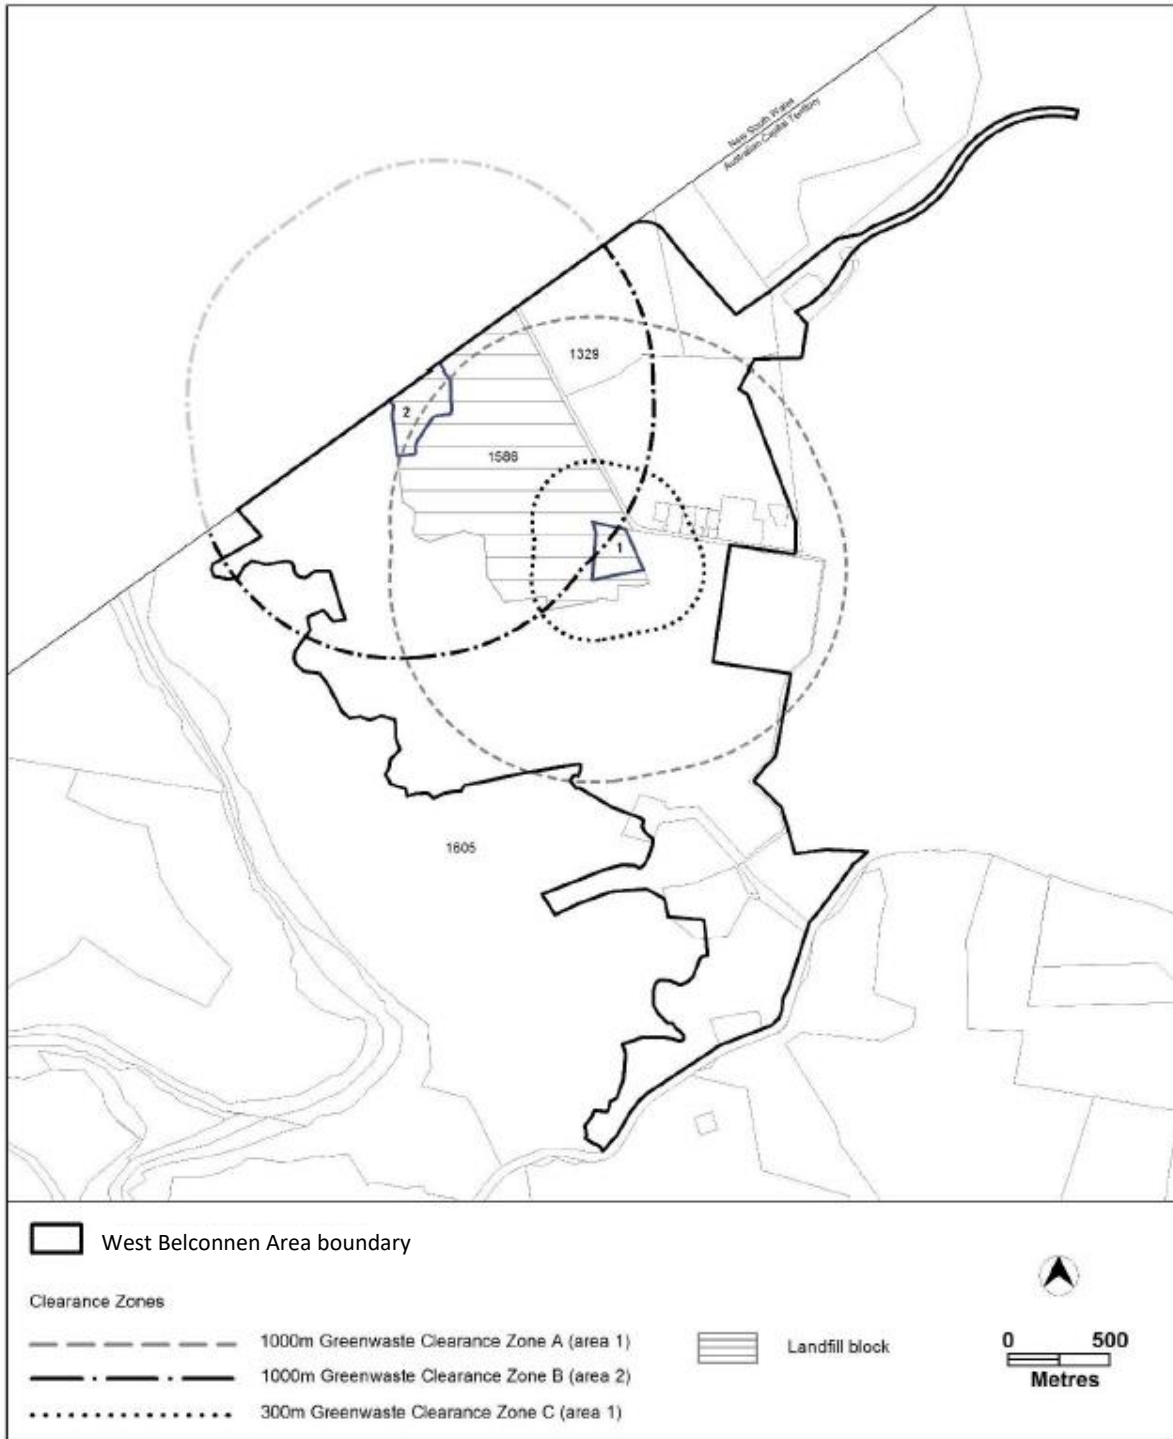 New South Wales
Australian Capital Territory
1329
2
1586
1
1605
West Belconnen Area boundary
Clearance Zones
1000m Greenwaste Clearance Zone A (area 1)
1000m Greenwaste Clearance Zone B (area 2)
300m Greenwaste Clearance Zone C (area 1)
Landfill block
0 500
Metres